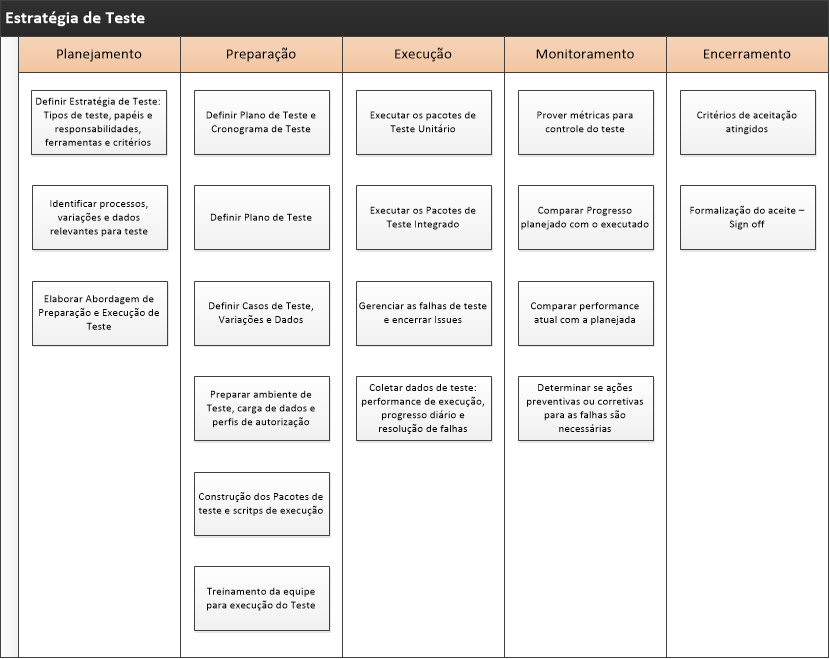 Estratégia de Teste
Planejamento
Preparação
Execução
Monitoramento
Encerramento
Definir Estratégia de Teste:
Tipos de teste, papéis e
responsabilidades,
ferramentas e critérios
Identificar processos,
variações e dados
relevantes para teste
Elaborar Abordagem de
Preparação e Execução de
Teste
Definir Plano de Teste e
Cronograma de Teste
Definir Plano de Teste
Definir Casos de Teste,
Variações e Dados
Preparar ambiente de
Teste, carga de dados e
perfis de autorização
Construção dos Pacotes de
teste e scritps de execução
Treinamento da equipe
para execução do Teste
Executar os pacotes de
Teste Unitário
Executar os Pacotes de
Teste Integrado
Gerenciar as falhas de teste
e encerrar Issues
Coletar dados de teste:
performance de execução,
progresso diário e
resolução de falhas
Prover métricas para
controle do teste
Comparar Progresso
planejado com o executado
Comparar performance
atual com a planejada
Determinar se ações
preventivas ou corretivas
para as falhas são
necessárias
Critérios de aceitação
atingidos
Formalização do aceite –
Sign off